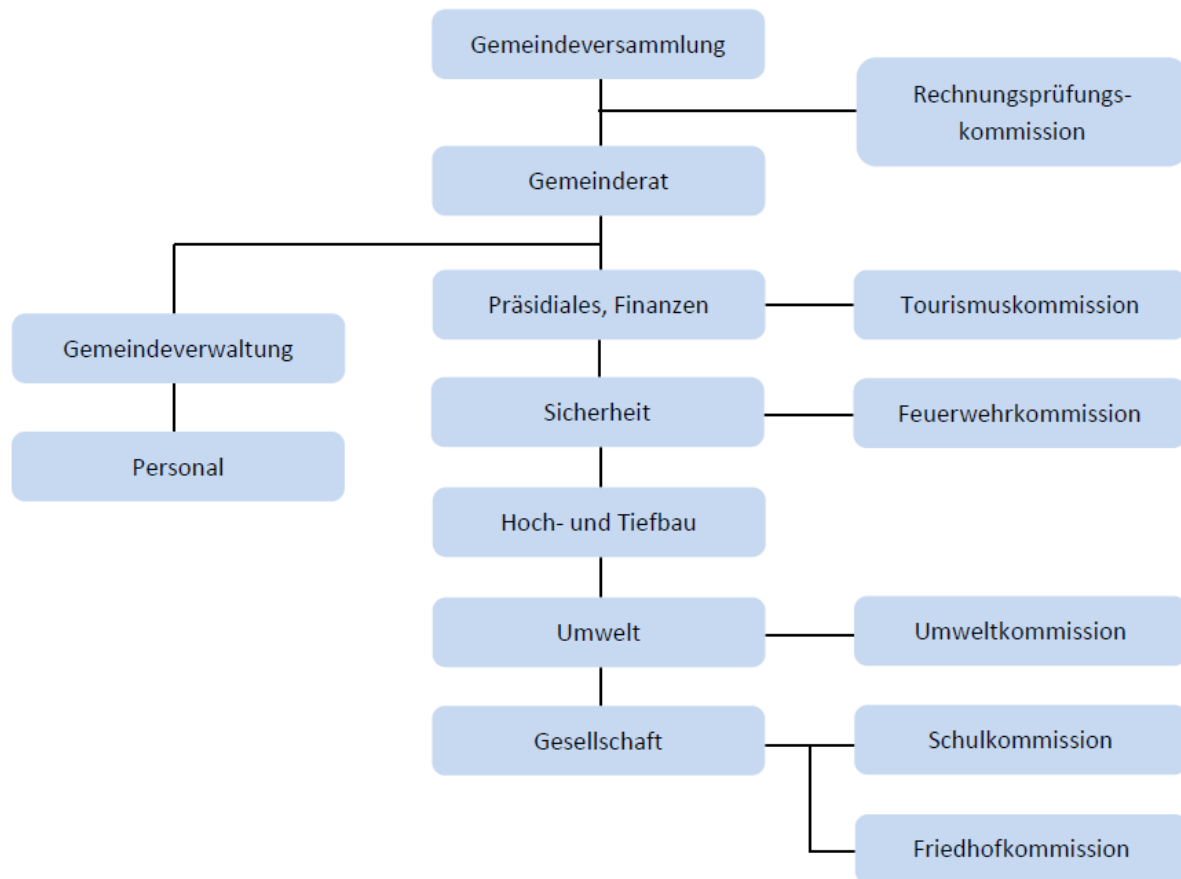 Gemeindeversammlung
Rechnungsprüfungs-
kommission
Gemeinderat
Präsidiales, Finanzen
Tourismuskommission
Gemeindeverwaltung
Sicherheit
Feuerwehrkommission
Personal
Hoch- und Tiefbau
Umwelt
Umweltkommission
Gesellschaft
Schulkommission
Friedhofkommission